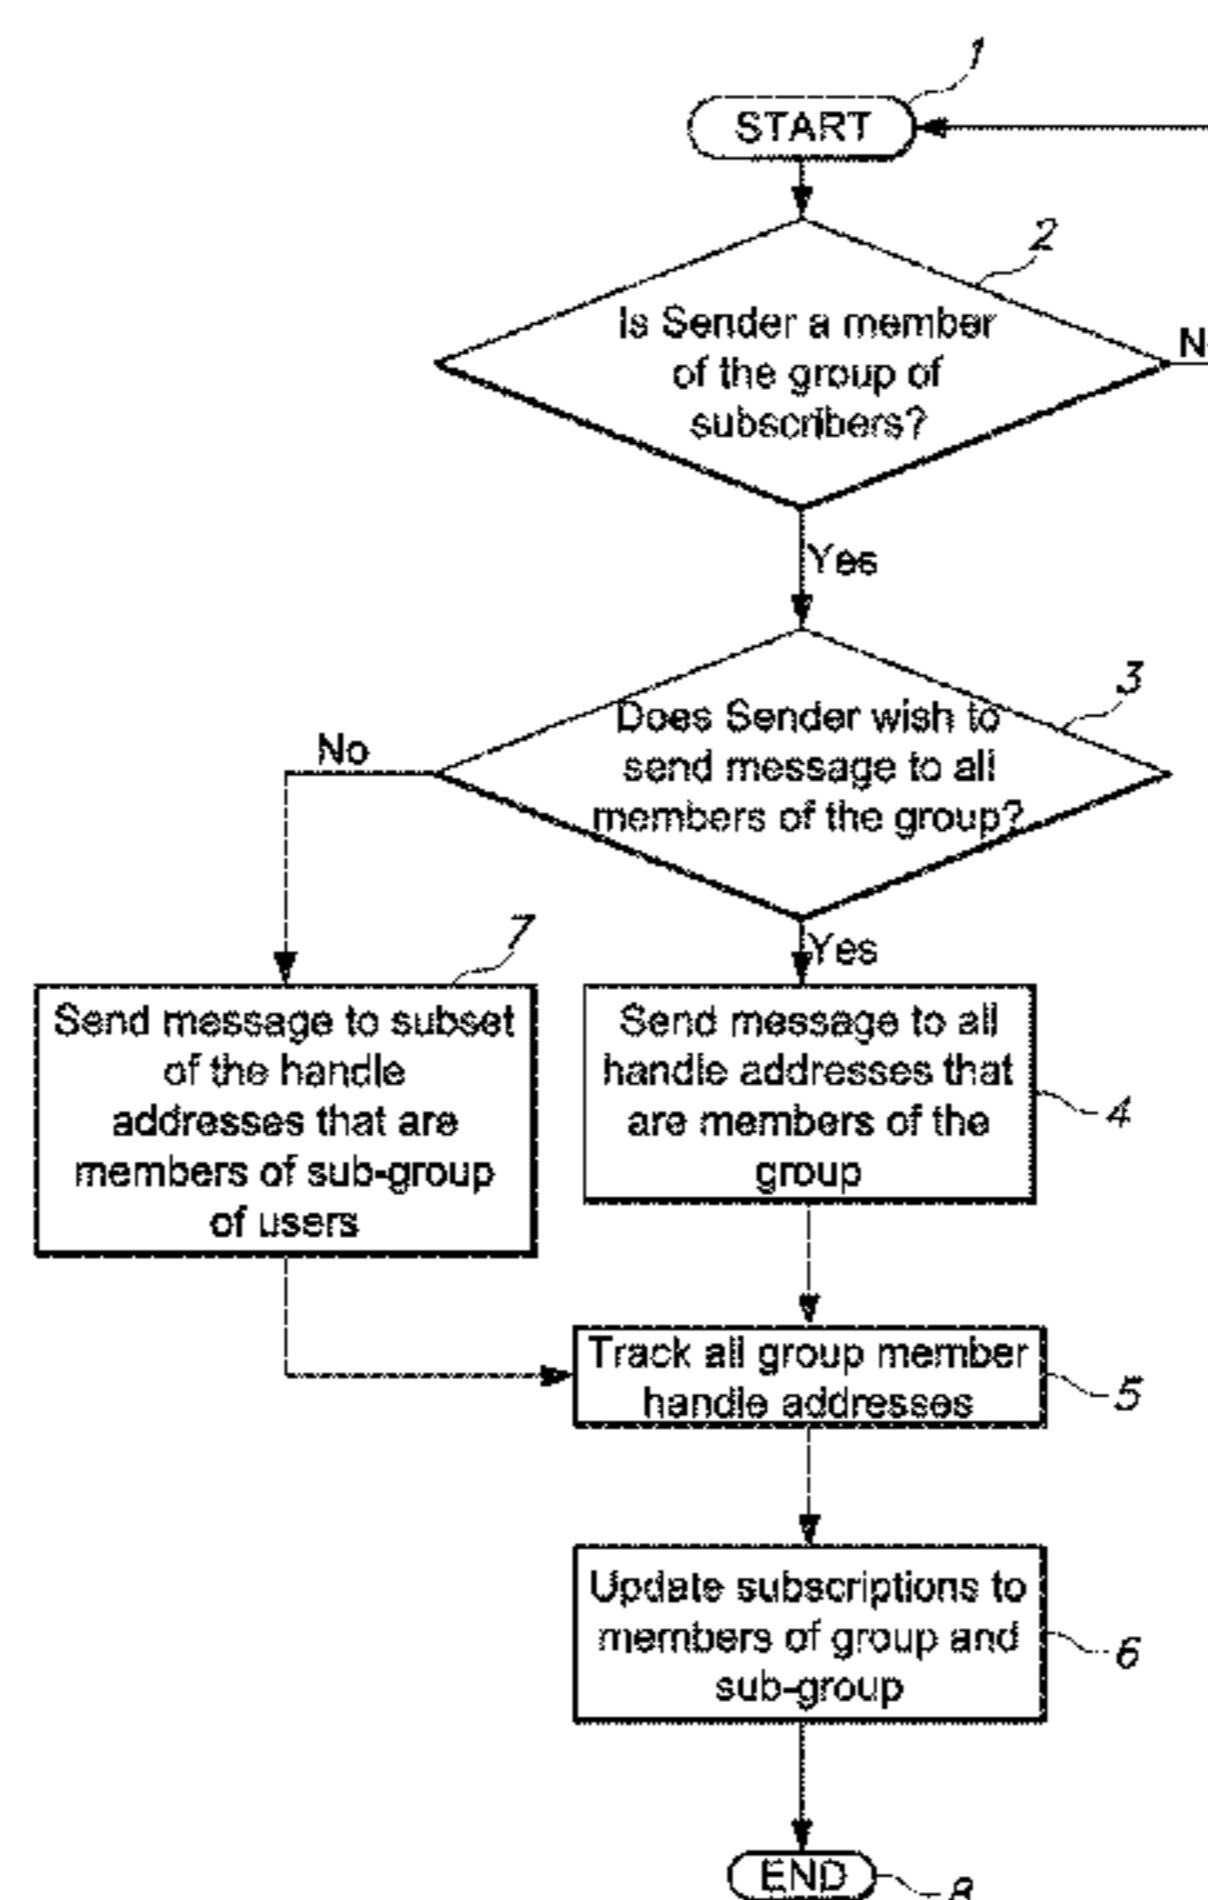 1
START
2
Is Sender a member
of the group of
subscribers?
Yes
3
Does Sender wish to
send message to all
members of the group?
No
Yes
7
Send message to subset
of the handle
addresses that are
members of sub-group
of users
Send message to all
handle addresses that
are members of the
group
4
Track all group member
handle addresses
5
Update subscriptions to
members of group and
sub-group
6
END
8